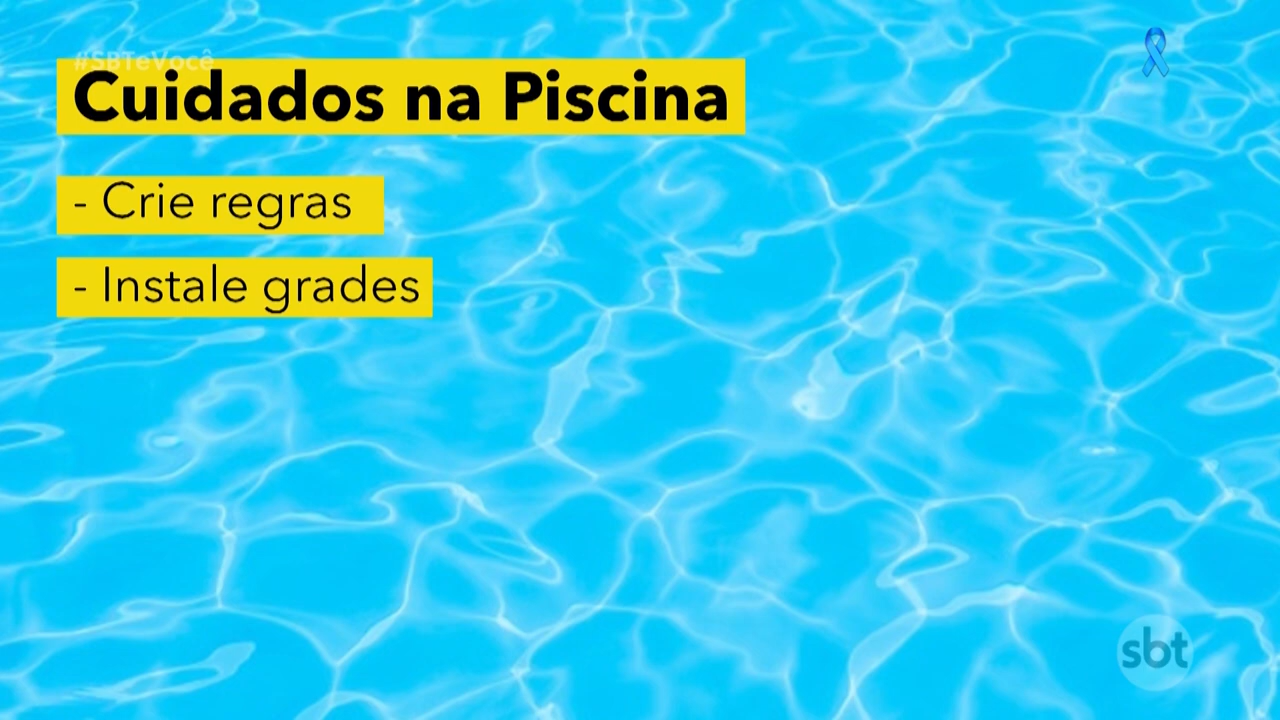 #SBTeVocê
Cuidados na Piscina
- Crie regras
- Instale grades
sbt